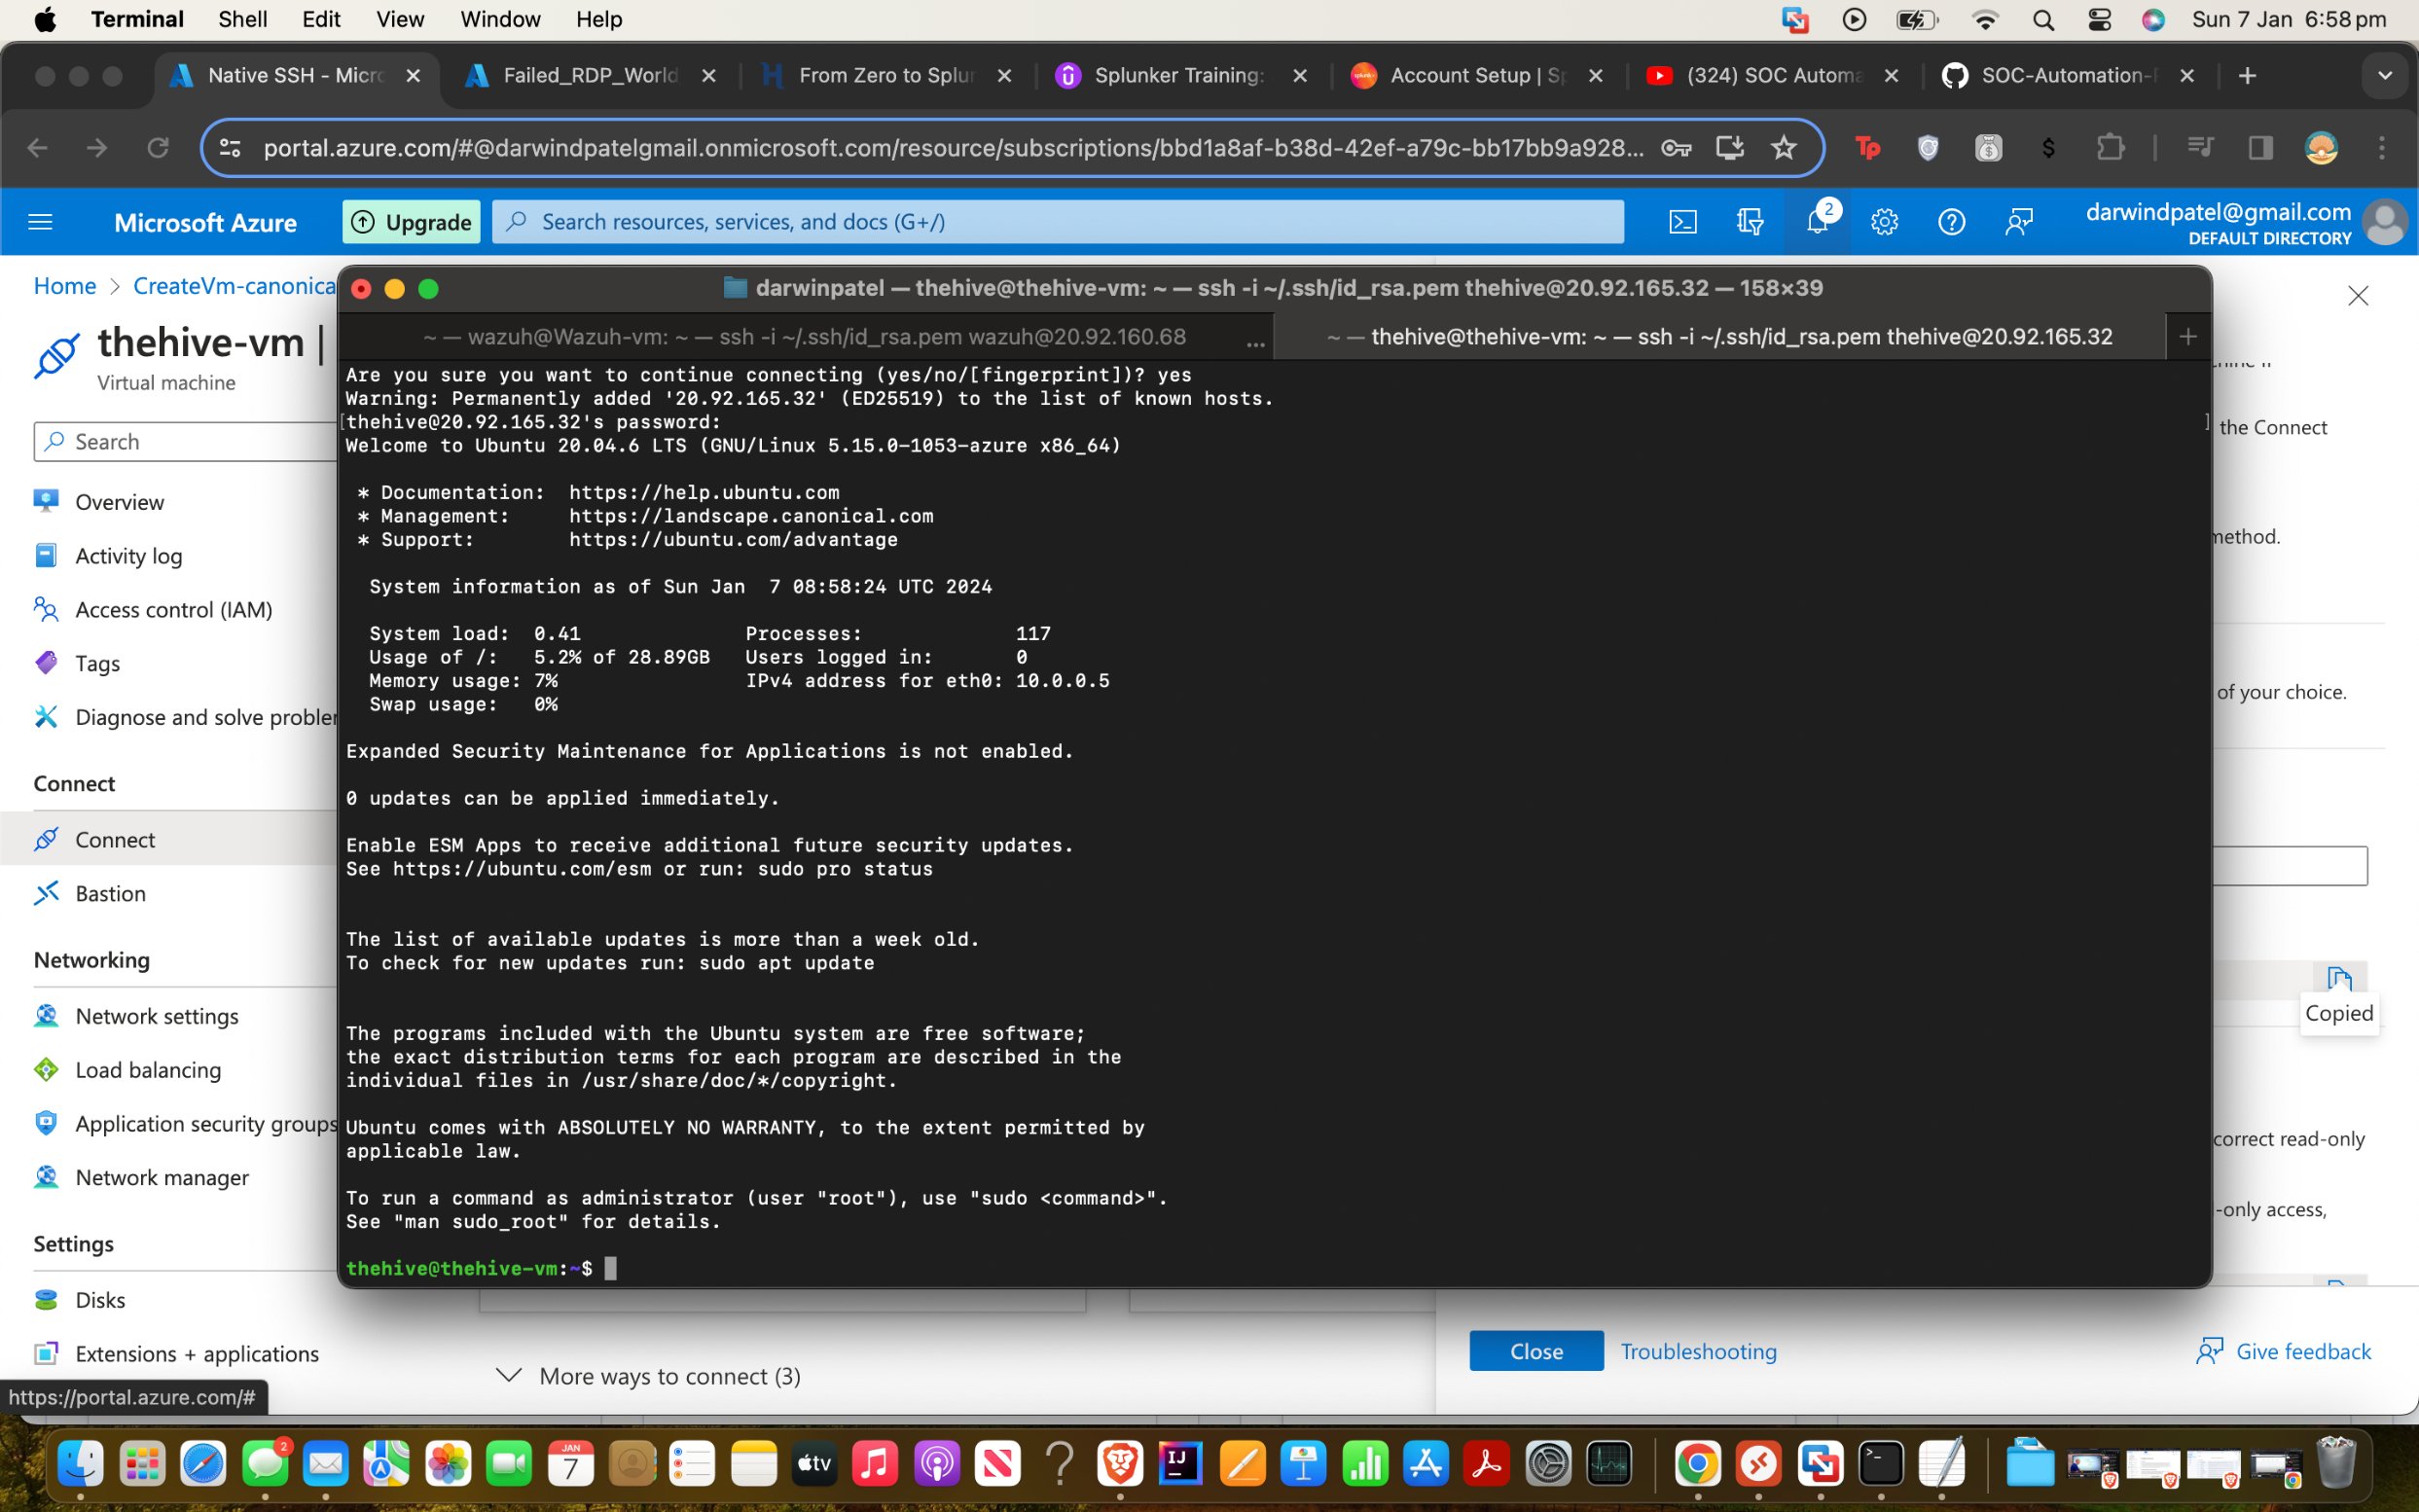 Terminal Shell Edit View Window Help Sun 7 Jan 6:58 pm
Native SSH - Micro Failed_RDP_World From Zero to Splun Splunker Training: Account Setup | Sp (324) SOC Automa SOC-Automation-
portal.azure.com/#@darwindpatelgmail.onmicrosoft.com/resource/subscriptions/bbd1a8af-b38d-42ef-a79c-bb17bb9a928... Tp $
Microsoft Azure Upgrade Search resources, services, and docs (G+/) 2 darwindpatel@gmail.com
DEFAULT DIRECTORY
Home > CreateVm-canonica
thehive-vm |
Virtual machine
Search
Overview
Activity log
Access control (IAM)
Tags
Diagnose and solve probler
Connect
Connect
Bastion
Networking
Network settings
Load balancing
Application security groups
Network manager
Settings
Disks
Extensions + applications
https://portal.azure.com/#
darwinpatel — thehive@thehive-vm: ~ — ssh -i ~/.ssh/id_rsa.pem thehive@20.92.165.32 — 158×39
~ — wazuh@Wazuh-vm: ~ — ssh -i ~/.ssh/id_rsa.pem wazuh@20.92.160.68 ... ~ — thehive@thehive-vm: ~ — ssh -i ~/.ssh/id_rsa.pem thehive@20.92.165.32 +
Are you sure you want to continue connecting (yes/no/[fingerprint])? yes
Warning: Permanently added '20.92.165.32' (ED25519) to the list of known hosts.
[thehive@20.92.165.32's password: ]
Welcome to Ubuntu 20.04.6 LTS (GNU/Linux 5.15.0-1053-azure x86_64)
* Documentation: https://help.ubuntu.com
* Management: https://landscape.canonical.com
* Support: https://ubuntu.com/advantage
System information as of Sun Jan 7 08:58:24 UTC 2024
System load: 0.41 Processes: 117
Usage of /: 5.2% of 28.89GB Users logged in: 0
Memory usage: 7% IPv4 address for eth0: 10.0.0.5
Swap usage: 0%
Expanded Security Maintenance for Applications is not enabled.
0 updates can be applied immediately.
Enable ESM Apps to receive additional future security updates.
See https://ubuntu.com/esm or run: sudo pro status
The list of available updates is more than a week old.
To check for new updates run: sudo apt update
The programs included with the Ubuntu system are free software;
the exact distribution terms for each program are described in the
individual files in /usr/share/doc/*/copyright.
Ubuntu comes with ABSOLUTELY NO WARRANTY, to the extent permitted by
applicable law.
To run a command as administrator (user "root"), use "sudo <command>".
See "man sudo_root" for details.
thehive@thehive-vm:~$
the Connect
method.
of your choice.
Copied
correct read-only
-only access,
More ways to connect (3)
Close Troubleshooting Give feedback
2 JAN 7 tv IJ